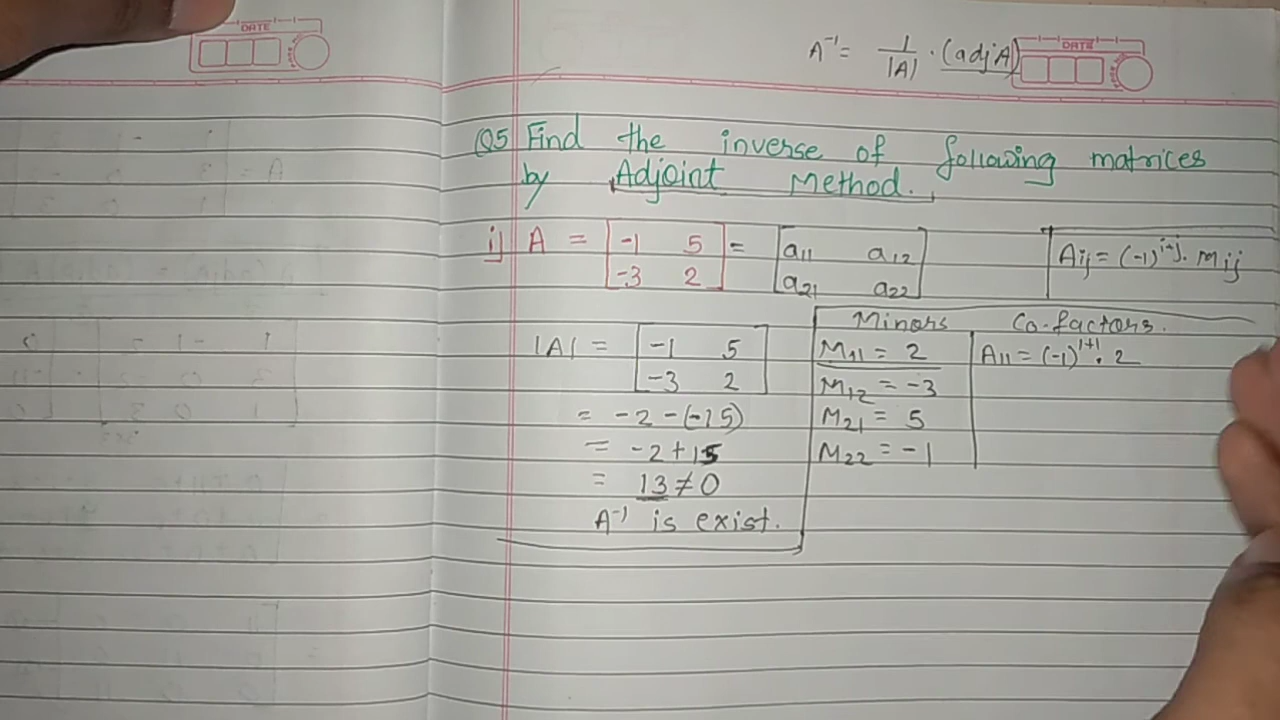 DATE
DATE
A⁻¹ = 1/|A| · (adj A)
Q5 Find the inverse of following matrices
by Adjoint Method.
i) A = [-1 5 = [a11 a12
-3 2] a21 a22]
Aij = (-1)^i+j · Mij
|A| = [-1 5
-3 2]
= -2 - (-15)
= -2 + 15
= 13 ≠ 0
A⁻¹ is exist.
Minors Co-factors.
M11 = 2 A11 = (-1)^1+1 · 2
M12 = -3
M21 = 5
M22 = -1